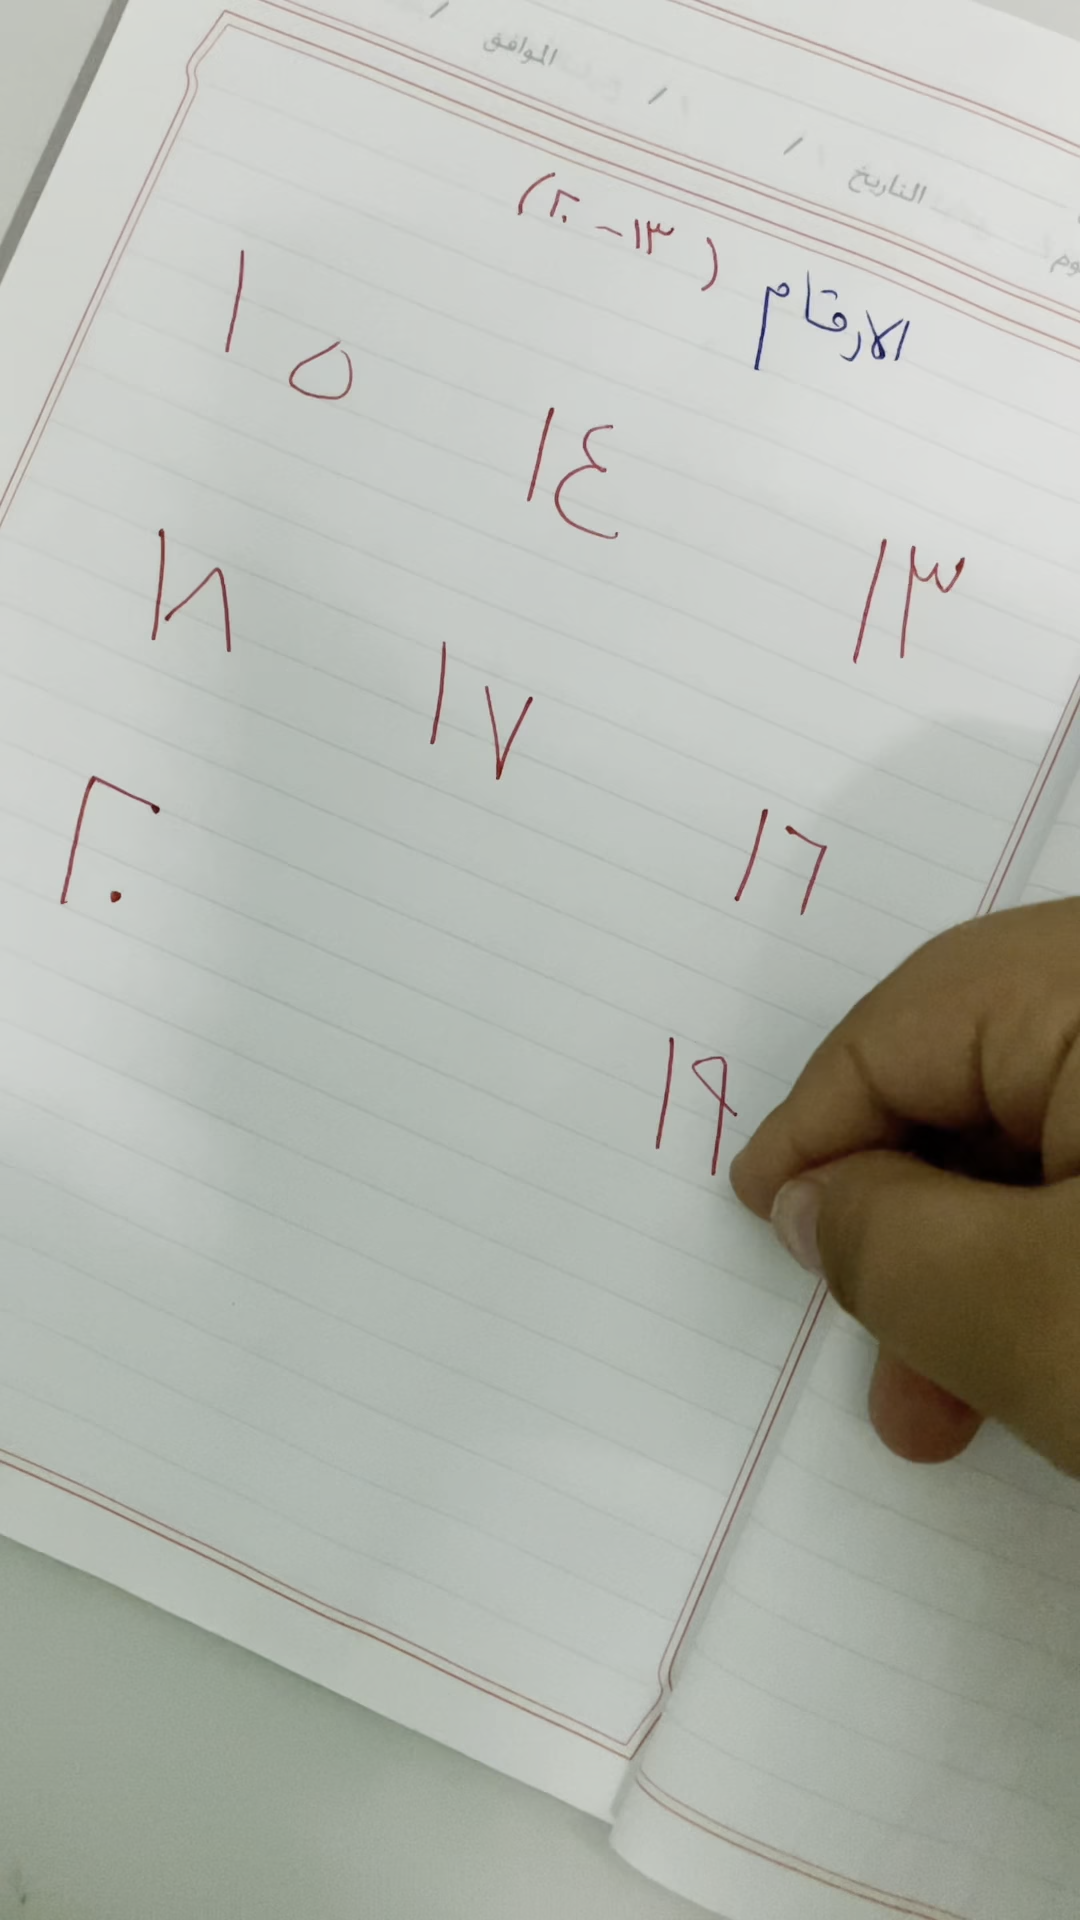 الموافق / /
التاريخ /
الارقام (١٣ - ٢٠)
١٣ ١٤ ١٥
١٦ ١٧ ١٨
١٩ ٢٠